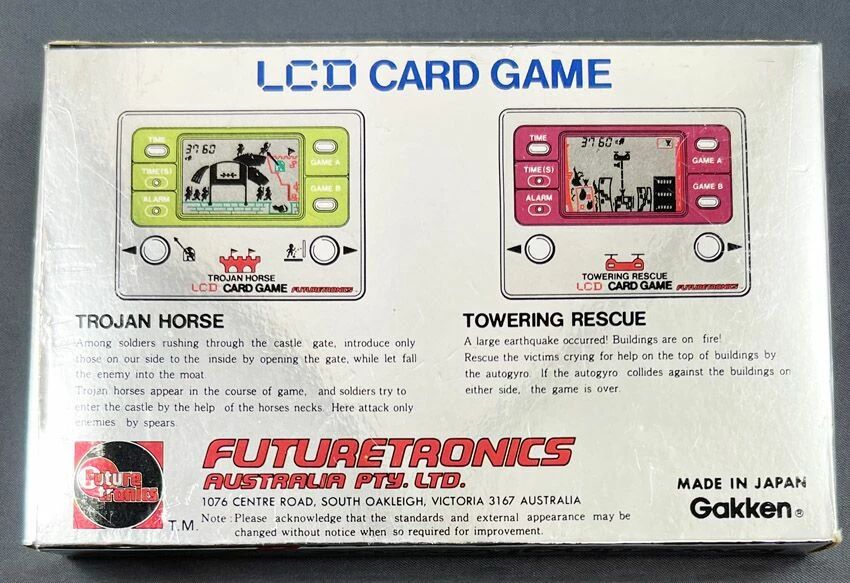 LCD CARD GAME
TIME
TIME(S)
ALARM
37 60
GAME A
GAME B
TROJAN HORSE
LCD CARD GAME FUTURETRONICS
TIME
TIME(S)
ALARM
37 60
GAME A
GAME B
TOWERING RESCUE
LCD CARD GAME FUTURETRONICS
TROJAN HORSE
Among soldiers rushing through the castle gate, introduce only
those on our side to the inside by opening the gate, while let fall
the enemy into the moat
Trojan horses appear in the course of game, and soldiers try to
enter the castle by the help of the horses necks. Here attack only
enemies by spears.
TOWERING RESCUE
A large earthquake occurred! Buildings are on fire!
Rescue the victims crying for help on the top of buildings by
the autogyro. If the autogyro collides against the buildings on
either side, the game is over.
Future
tronics
T.M.
FUTURETRONICS
AUSTRALIA PTY. LTD.
1076 CENTRE ROAD, SOUTH OAKLEIGH, VICTORIA 3167 AUSTRALIA
Note : Please acknowledge that the standards and external appearance may be
changed without notice when so required for improvement.
MADE IN JAPAN
Gakken®